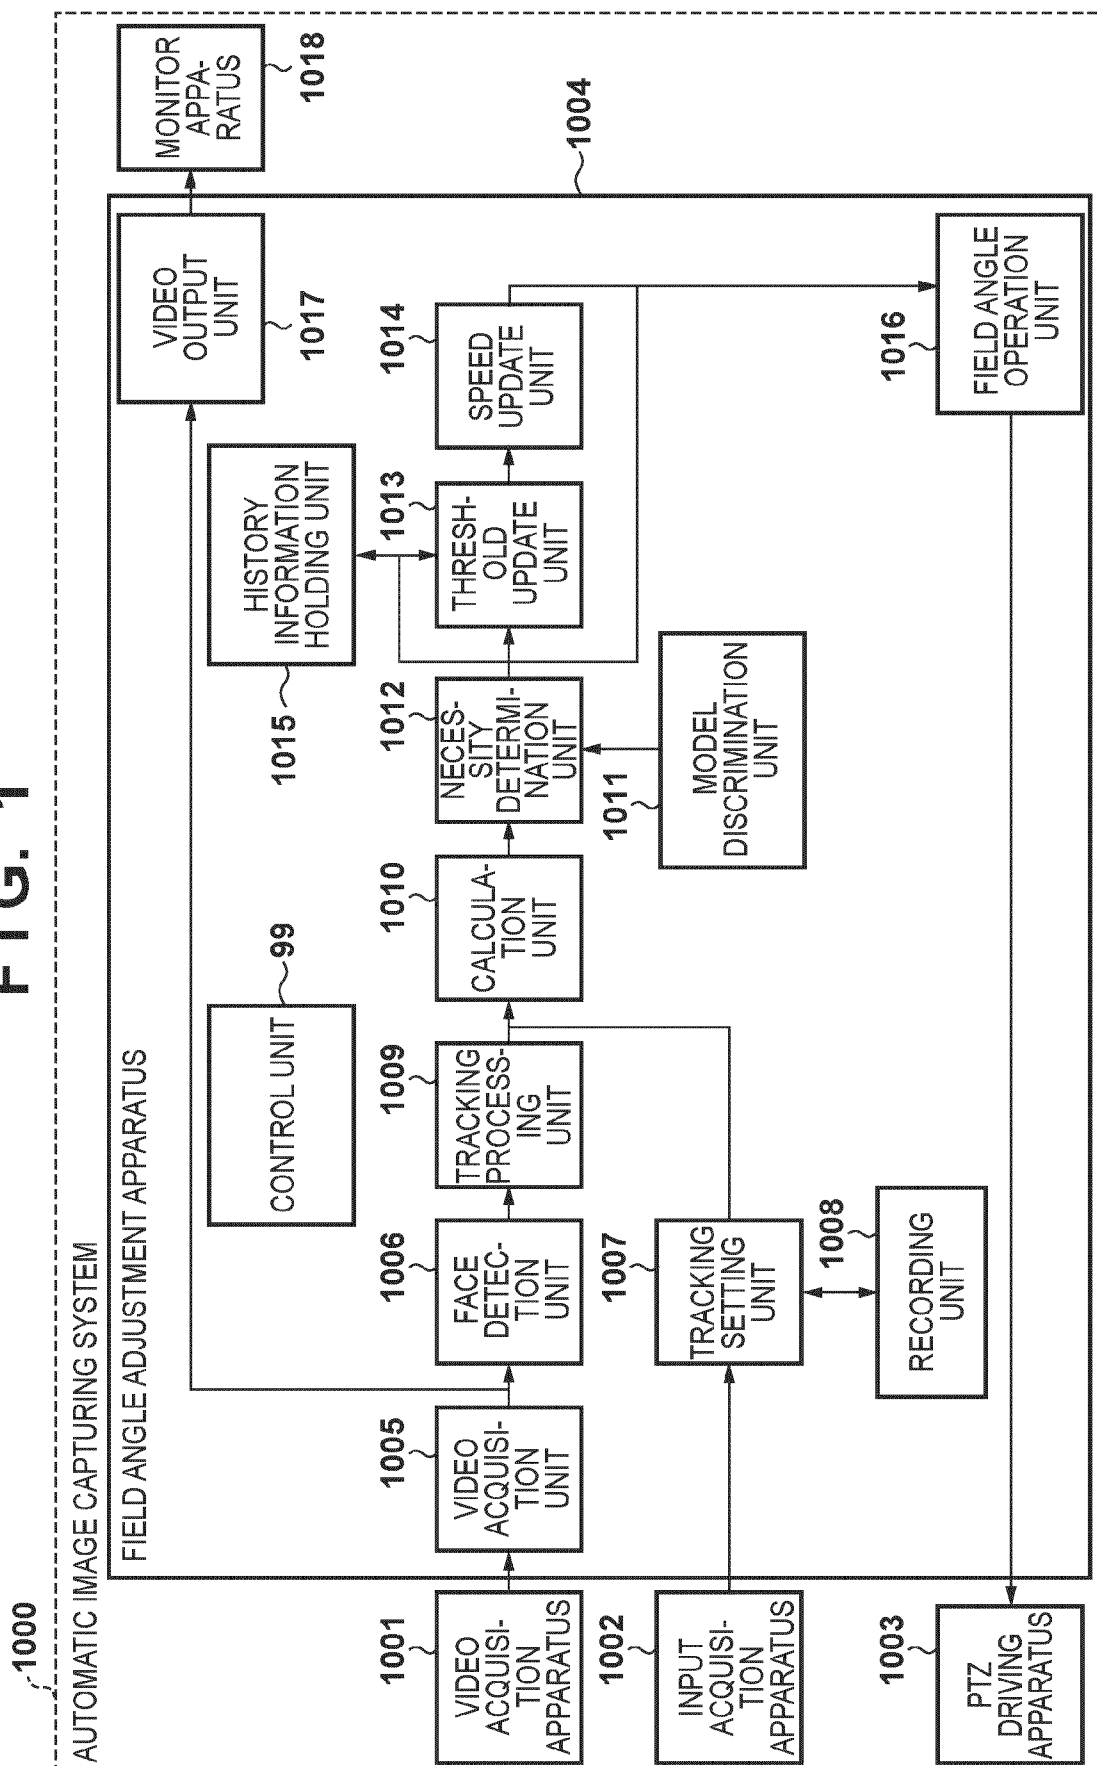 FIG. 1
1000
AUTOMATIC IMAGE CAPTURING SYSTEM
FIELD ANGLE ADJUSTMENT APPARATUS
1004
CONTROL UNIT
99
HISTORY
INFORMATION
HOLDING UNIT
1015
VIDEO
OUTPUT
UNIT
1017
MONITOR
APPA-
RATUS
1018
1001
VIDEO
ACQUISI-
TION
APPARATUS
1005
VIDEO
ACQUISI-
TION
UNIT
1006
FACE
DETEC-
TION
UNIT
1009
TRACKING
PROCESS-
ING
UNIT
1010
CALCULA-
TION
UNIT
1012
NECES-
SITY
DETERMI-
NATION
UNIT
1013
THRESH-
OLD
UPDATE
UNIT
1014
SPEED
UPDATE
UNIT
1002
INPUT
ACQUISI-
TION
APPARATUS
1007
TRACKING
SETTING
UNIT
1008
RECORDING
UNIT
1011
MODEL
DISCRIMINATION
UNIT
1003
PTZ
DRIVING
APPARATUS
1016
FIELD ANGLE
OPERATION
UNIT